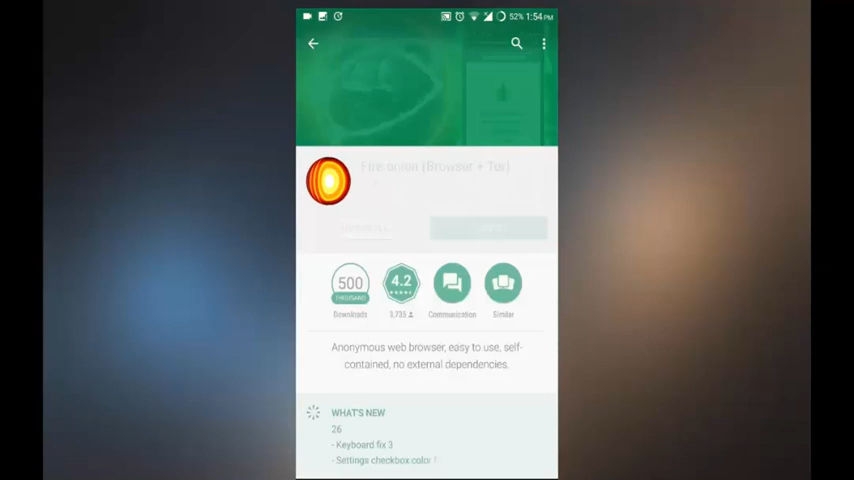 52% 1:54 PM
Fire.onion (Browser + Tor)
UNINSTALL
500
THOUSAND
Downloads
4.2
3,735
Communication
Similar
Anonymous web browser, easy to use, self-
contained, no external dependencies.
WHAT'S NEW
26
- Keyboard fix 3
- Settings checkbox color